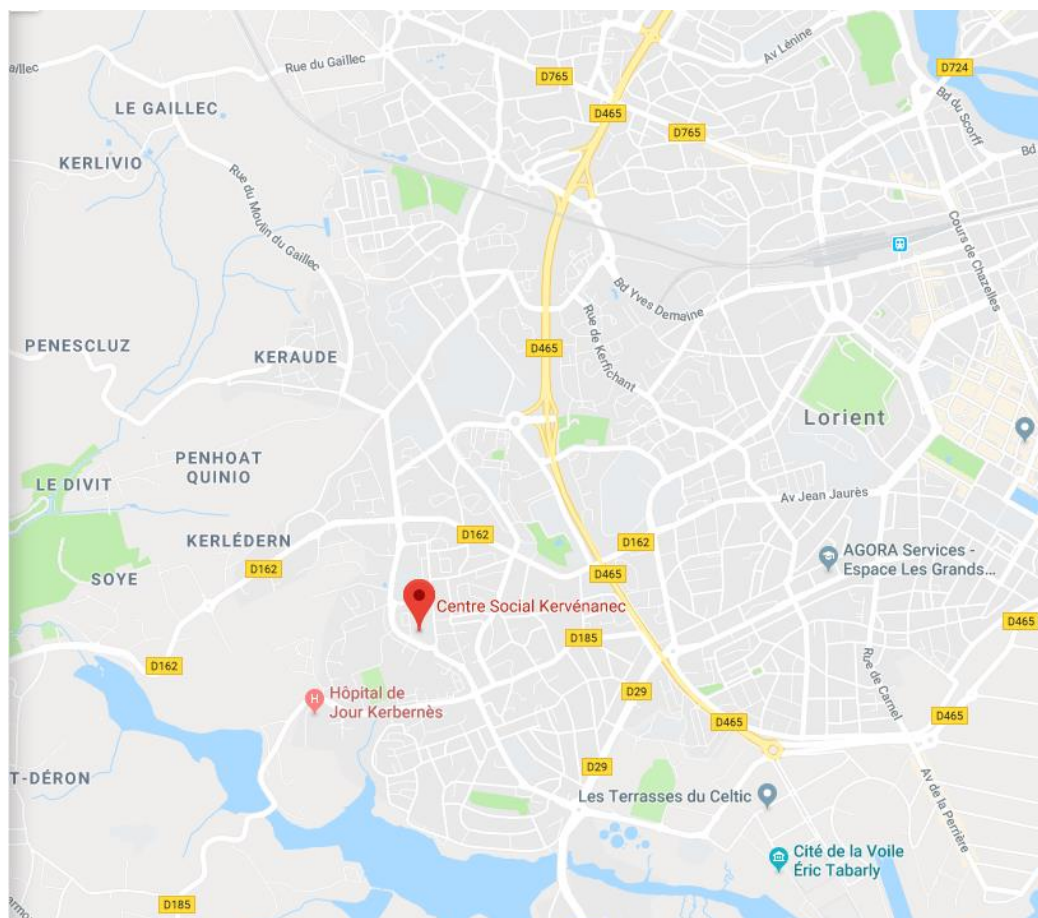 Av Lénine
aillec
Rue du Gaillec
D765
D724
LE GAILLEC
D465
Bd du Scorff
D765
Bd
KERLIVIO
Rue du Moulin du Gaillec
Cours de Chazelles
Bd Yves Demaine
Rue de Kerfichant
PENESCLUZ
KERAUDE
D465
Lorient
PENHOAT
QUINIO
LE DIVIT
Av Jean Jaurès
D162
D162
KERLÉDERN
AGORA Services -
Espace Les Grands...
SOYE
D162
D465
Centre Social Kervénanec
D465
D185
D162
Rue de Carnel
Hôpital de
Jour Kerbernès
D29
D465
D465
T-DÉRON
D29
Les Terrasses du Celtic
Av de la Perrière
Cité de la Voile
Éric Tabarly
D185
armo